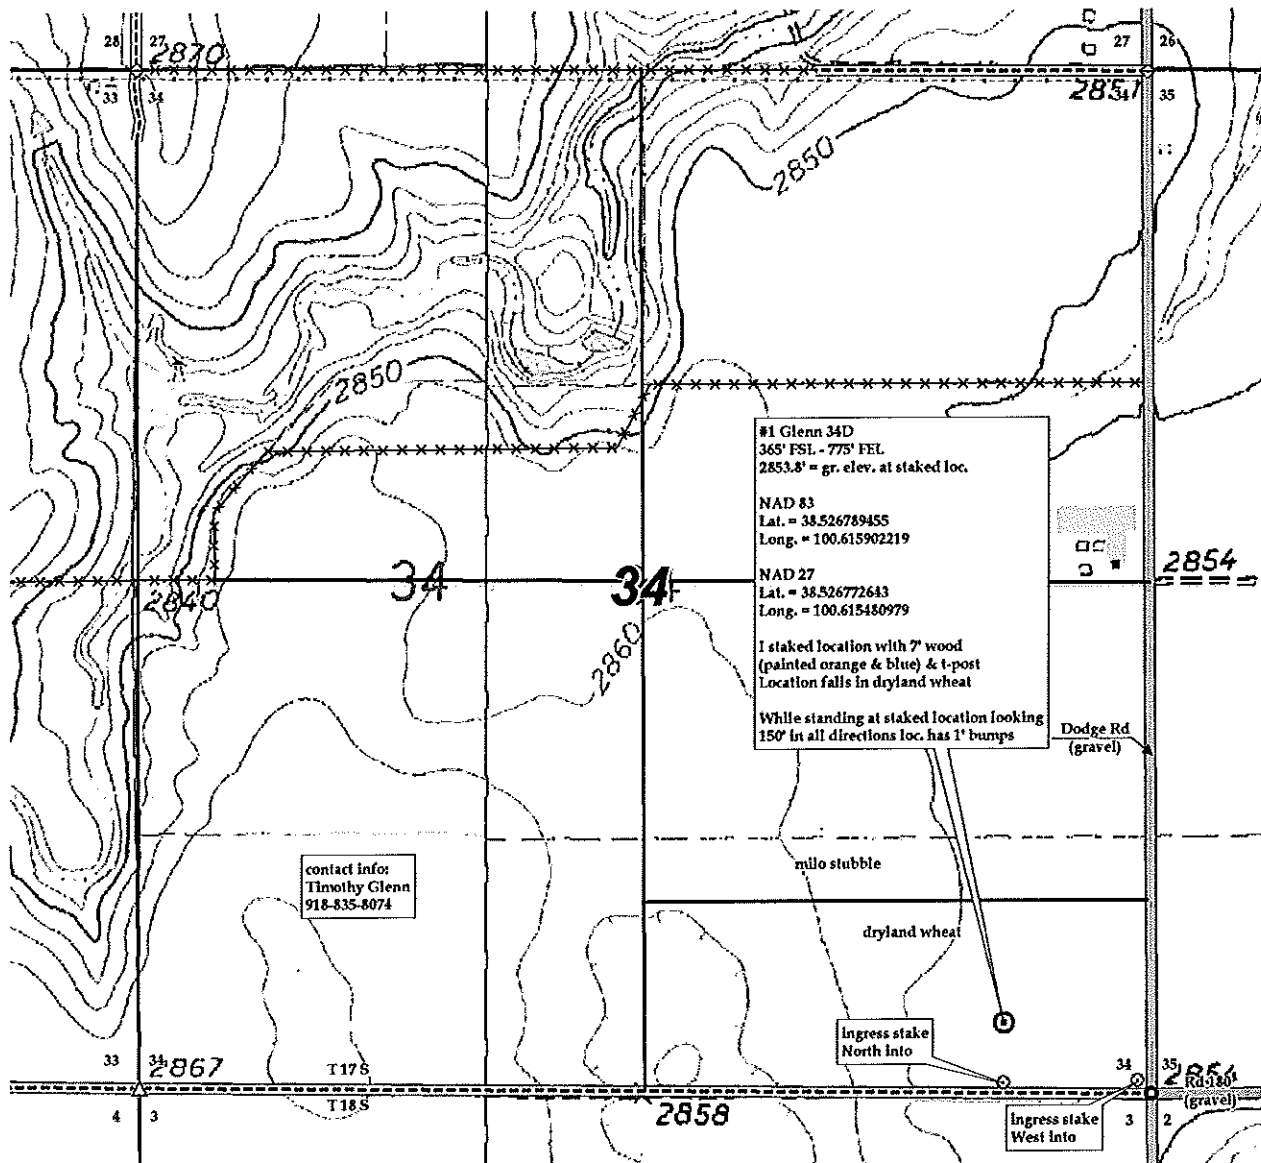 28 27
2870
33 34
27 26
2851
34 35
2850
2850
#1 Glenn 34D
365' FSL - 775' FEL
2853.8' = gr. elev. at staked loc.
NAD 83
Lat. = 38.526789455
Long. = 100.615902219
NAD 27
Lat. = 38.526772643
Long. = 100.615480979
I staked location with 7' wood
(painted orange & blue) & t-post
Location falls in dryland wheat
While standing at staked location looking
150' in all directions loc. has 1' bumps
2854
34
34
2840
2860
Dodge Rd
(gravel)
milo stubble
contact info:
Timothy Glenn
918-835-8074
dryland wheat
Ingress stake
North into
33 34
2867
T 17 S
T 18 S
4 3
2858
34 35
Rd 180
(gravel)
Ingress stake
West into
3 2